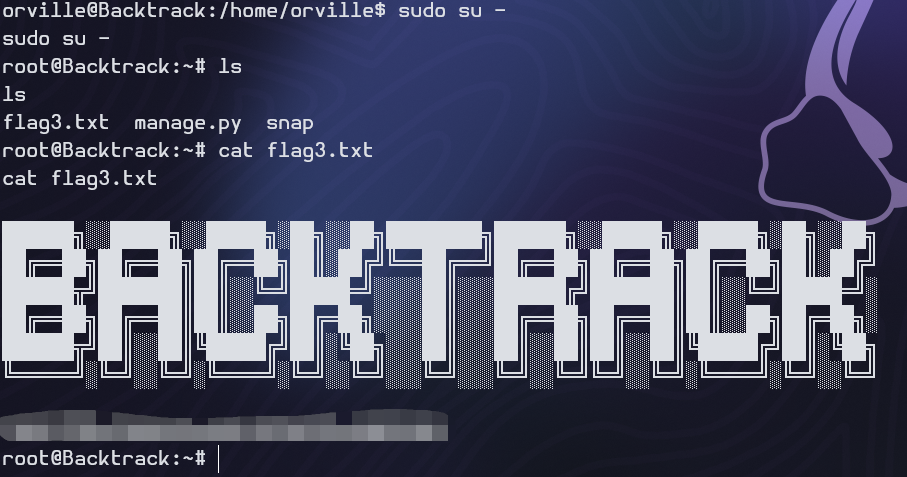 orville@Backtrack:/home/orville$ sudo su -
sudo su -
root@Backtrack:~# ls
ls
flag3.txt  manage.py  snap
root@Backtrack:~# cat flag3.txt
cat flag3.txt
BACKTRACK
root@Backtrack:~#